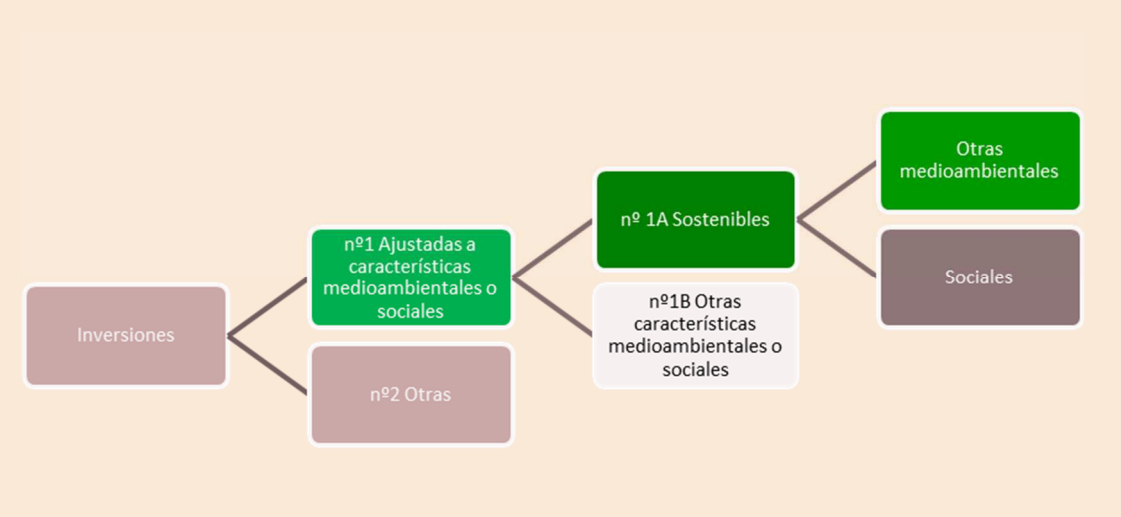 Inversiones
nº1 Ajustadas a
características
medioambientales o
sociales
nº2 Otras
nº 1A Sostenibles
nº1B Otras
características
medioambientales o
sociales
Otras
medioambientales
Sociales